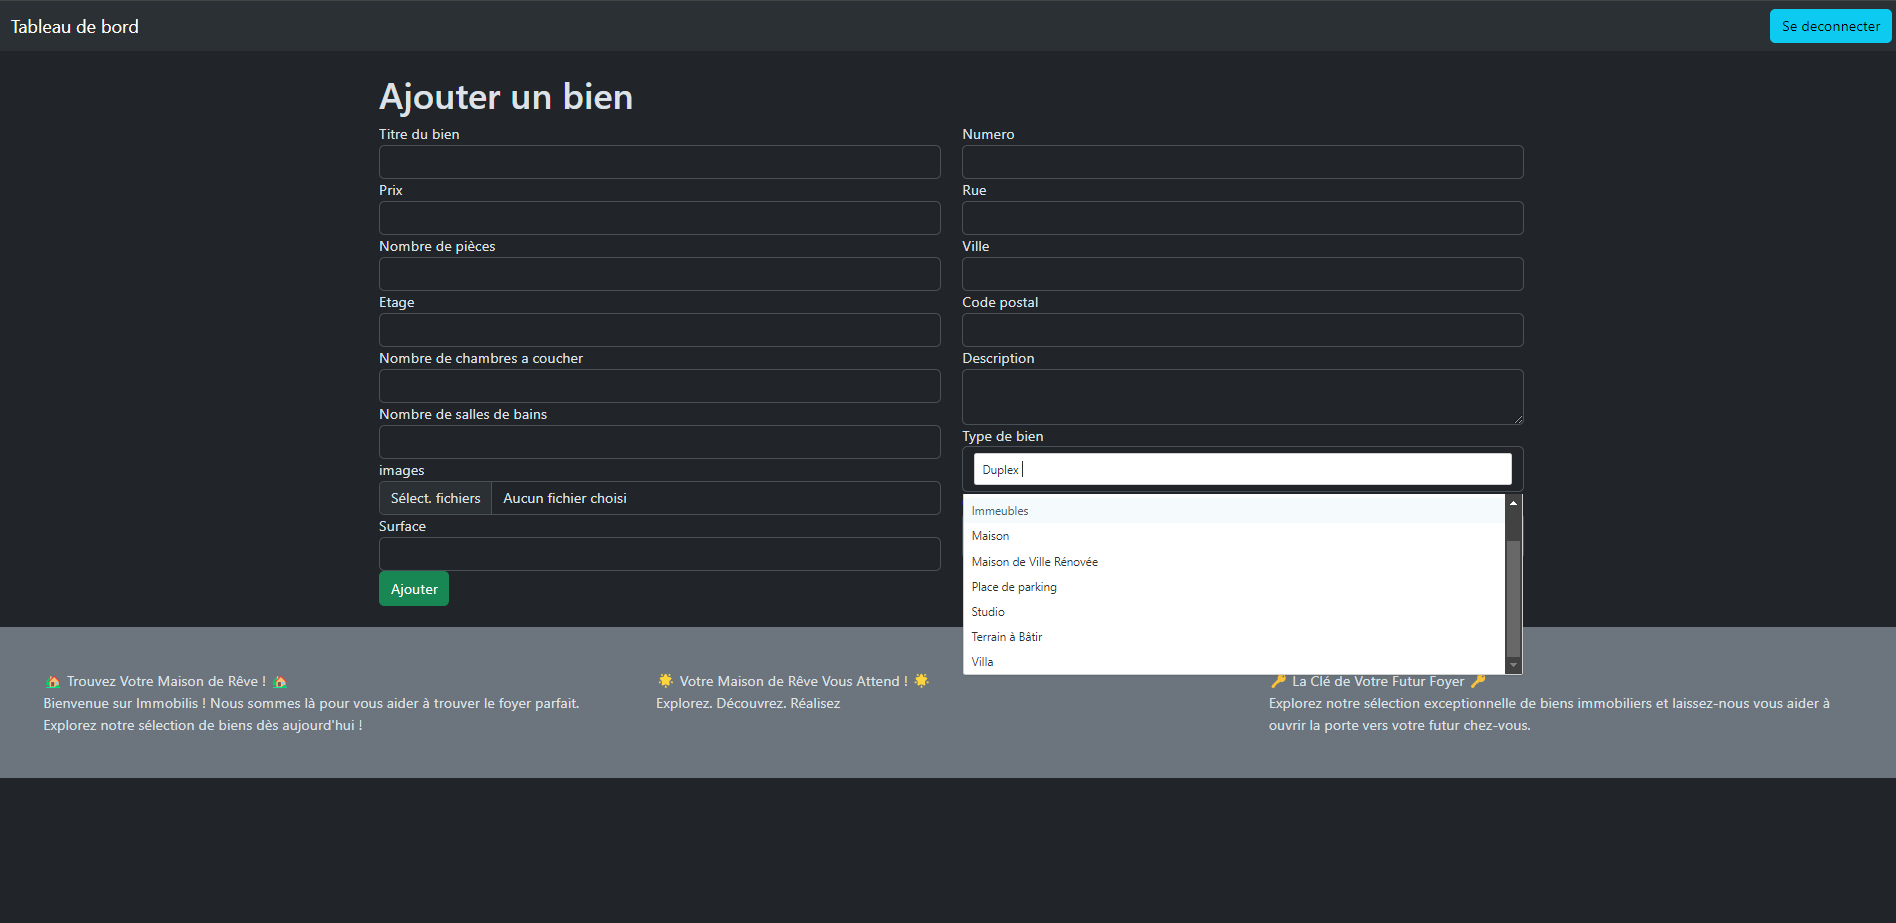 Tableau de bord
Se deconnecter
Ajouter un bien
Titre du bien
Prix
Nombre de pièces
Etage
Nombre de chambres a coucher
Nombre de salles de bains
images
Sélect. fichiers Aucun fichier choisi
Surface
Ajouter
Numero
Rue
Ville
Code postal
Description
Type de bien
Duplex
Immeubles
Maison
Maison de Ville Rénovée
Place de parking
Studio
Terrain à Bâtir
Villa
🏠 Trouvez Votre Maison de Rêve ! 🏠
Bienvenue sur Immobilis ! Nous sommes là pour vous aider à trouver le foyer parfait.
Explorez notre sélection de biens dès aujourd'hui !
🌟 Votre Maison de Rêve Vous Attend ! 🌟
Explorez. Découvrez. Réalisez
🔑 La Clé de Votre Futur Foyer 🔑
Explorez notre sélection exceptionnelle de biens immobiliers et laissez-nous vous aider à
ouvrir la porte vers votre futur chez-vous.